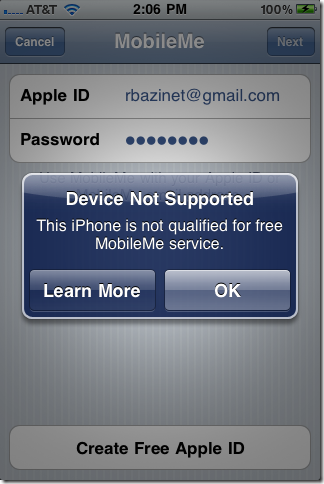 AT&T 2:06 PM 100%
Cancel MobileMe Next
Apple ID rbazinet@gmail.com
Password ●●●●●●●●
Device Not Supported
This iPhone is not qualified for free
MobileMe service.
Learn More OK
Create Free Apple ID